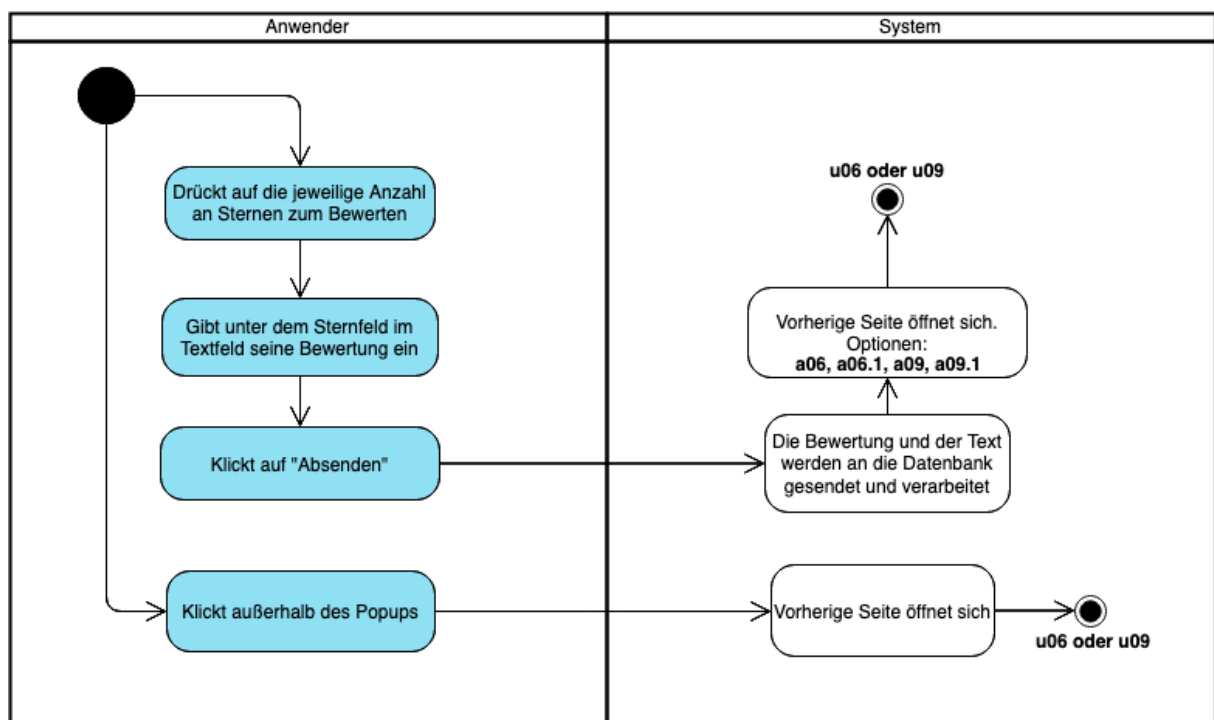 Anwender
System
Drückt auf die jeweilige Anzahl
an Sternen zum Bewerten
Gibt unter dem Sternfeld im
Textfeld seine Bewertung ein
Klickt auf "Absenden"
Klickt außerhalb des Popups
u06 oder u09
Vorherige Seite öffnet sich.
Optionen:
a06, a06.1, a09, a09.1
Die Bewertung und der Text
werden an die Datenbank
gesendet und verarbeitet
Vorherige Seite öffnet sich
u06 oder u09